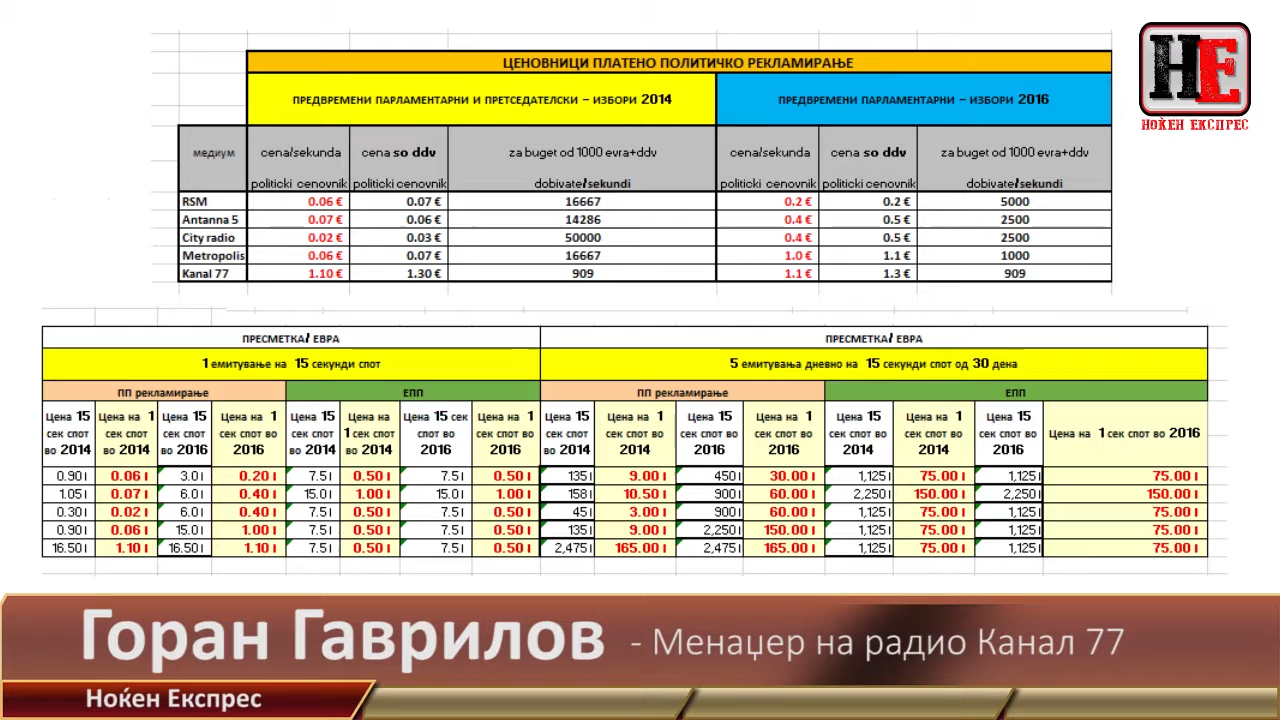 HE
НОЌЕН ЕКСПРЕС
ЦЕНОВНИЦИ ПЛАТЕНО ПОЛИТИЧКО РЕКЛАМИРАЊЕ
ПРЕДВРЕМЕНИ ПАРЛАМЕНТАРНИ И ПРЕТСЕДАТЕЛСКИ – ИЗБОРИ 2014 ПРЕДВРЕМЕНИ ПАРЛАМЕНТАРНИ – ИЗБОРИ 2016
медиум cena/sekunda cena so ddv za buget od 1000 evra+ddv cena/sekunda cena so ddv za buget od 1000 evra+ddv
politicki cenovnik politicki cenovnik dobivate/sekundi politicki cenovnik politicki cenovnik dobivate/sekundi
RSM 0.06 € 0.07 € 16667 0.2 € 0.2 € 5000
Antanna 5 0.07 € 0.06 € 14286 0.4 € 0.5 € 2500
City radio 0.02 € 0.03 € 50000 0.4 € 0.5 € 2500
Metropolis 0.06 € 0.07 € 16667 1.0 € 1.1 € 1000
Kanal 77 1.10 € 1.30 € 909 1.1 € 1.3 € 909
ПРЕСМЕТКА/ ЕВРА ПРЕСМЕТКА/ ЕВРА
1 емитување на 15 секунди спот 5 емитувања дневно на 15 секунди спот од 30 дена
ПП рекламирање ЕПП ПП рекламирање ЕПП
Цена 15 Цена на 1 Цена 15 Цена на 1 Цена 15 Цена на Цена 15 сек Цена на 1 Цена 15 Цена на 1 Цена 15 Цена на 1 Цена 15 Цена на 1 Цена 15
сек спот сек спот во сек спот сек спот во сек спот 1 сек спот спот во сек спот во сек спот сек спот во сек спот во сек спот во сек спот во сек спот во сек спот во Цена на 1 сек спот во 2016
во 2014 2014 во 2016 2016 во 2014 во 2014 2016 2016 во 2014 2014 2016 2016 2014 2014 2016
0.90 l 0.06 l 3.0 l 0.20 l 7.5 l 0.50 l 7.5 l 0.50 l 135 l 9.00 l 450 l 30.00 l 1,125 l 75.00 l 1,125 l 75.00 l
1.05 l 0.07 l 6.0 l 0.40 l 15.0 l 1.00 l 15.0 l 1.00 l 158 l 10.50 l 900 l 60.00 l 2,250 l 150.00 l 2,250 l 150.00 l
0.30 l 0.02 l 6.0 l 0.40 l 7.5 l 0.50 l 7.5 l 0.50 l 45 l 3.00 l 900 l 60.00 l 1,125 l 75.00 l 1,125 l 75.00 l
0.90 l 0.06 l 15.0 l 1.00 l 7.5 l 0.50 l 7.5 l 0.50 l 135 l 9.00 l 2,250 l 150.00 l 1,125 l 75.00 l 1,125 l 75.00 l
16.50 l 1.10 l 16.50 l 1.10 l 7.5 l 0.50 l 7.5 l 0.50 l 2,475 l 165.00 l 2,475 l 165.00 l 1,125 l 75.00 l 1,125 l 75.00 l
Горан Гаврилов - Менаџер на радио Канал 77
Ноќен Експрес